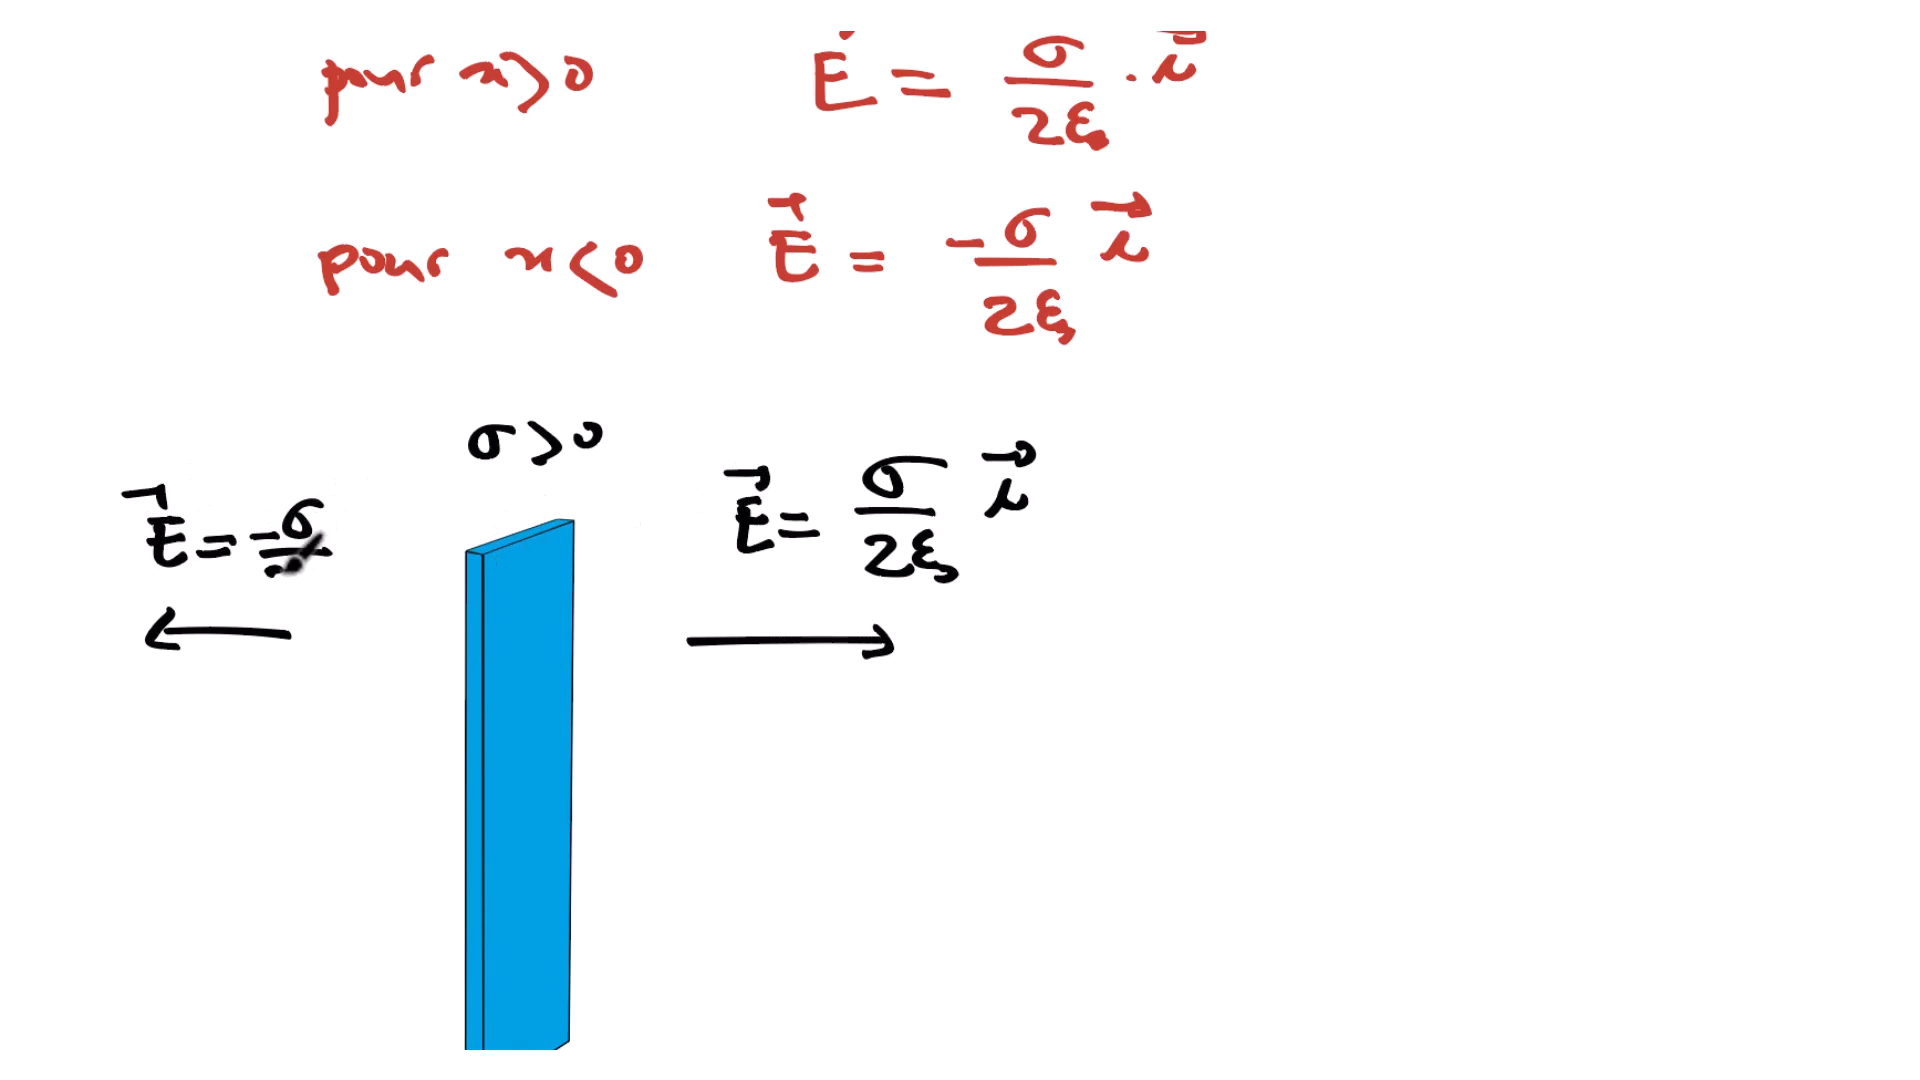 pour x>0 E = σ/2ε₀ . i⃗
pour x<0 E⃗ = -σ/2ε₀ i⃗
σ>0
E⃗ = -σ/
E⃗ = σ/2ε₀ i⃗